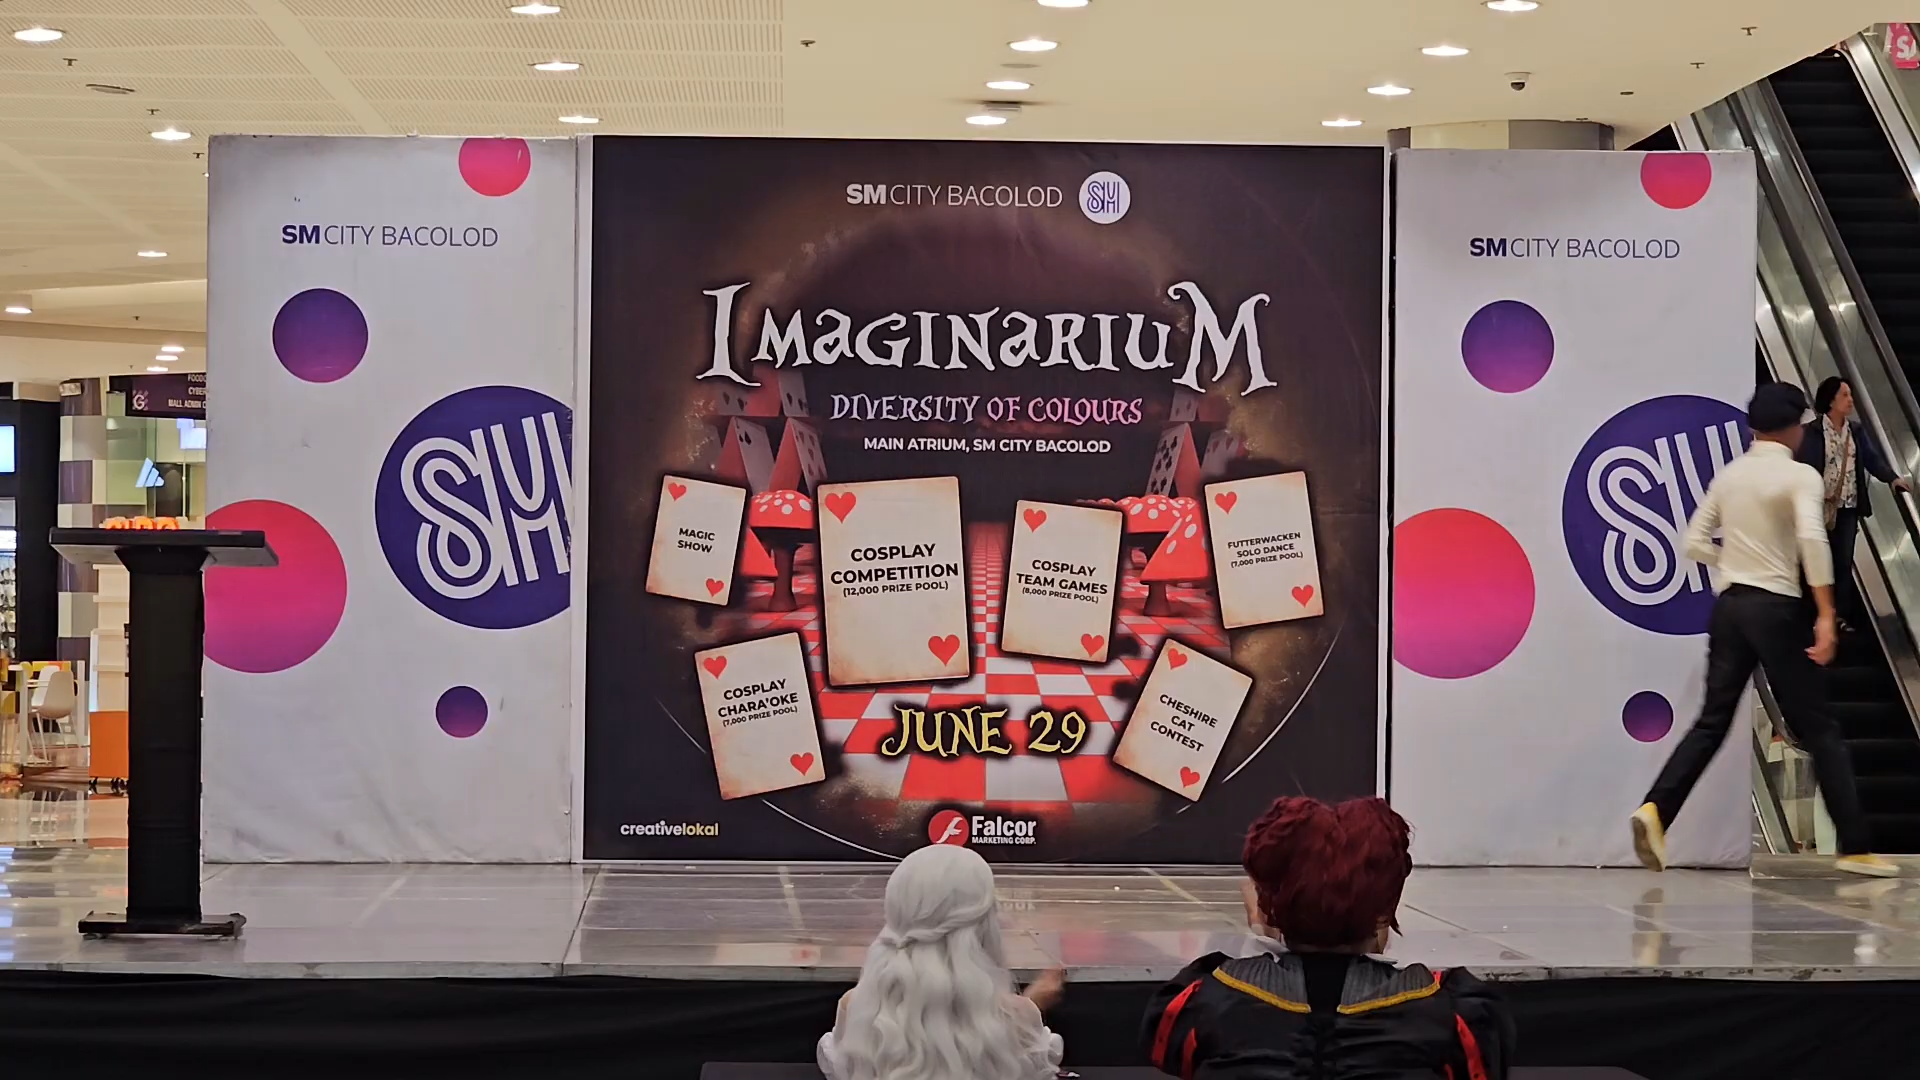 SM CITY BACOLOD
SM
SM CITY BACOLOD SM
IMAGINARIUM
DIVERSITY OF COLOURS
MAIN ATRIUM, SM CITY BACOLOD
MAGIC
SHOW
COSPLAY
COMPETITION
(12,000 PRIZE POOL)
COSPLAY
TEAM GAMES
(8,000 PRIZE POOL)
FUTTERWACKEN
SOLO DANCE
(7,000 PRIZE POOL)
COSPLAY
CHARA'OKE
(7,000 PRIZE POOL)
CHESHIRE
CAT
CONTEST
JUNE 29
creativelokal
Falcor
MARKETING CORP.
SM CITY BACOLOD
SM